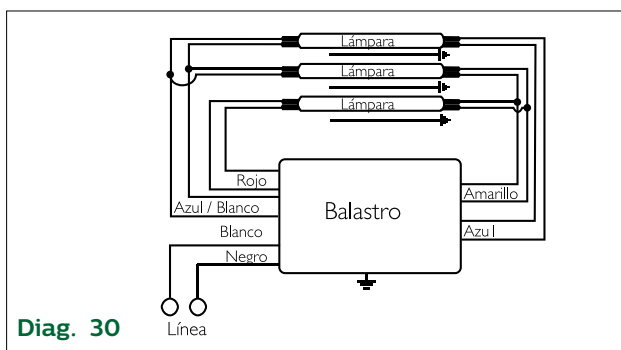 Lámpara
Lámpara
Lámpara
Rojo
Amarillo
Azul / Blanco
Balastro
Blanco
Azul
Negro
Diag. 30
Línea